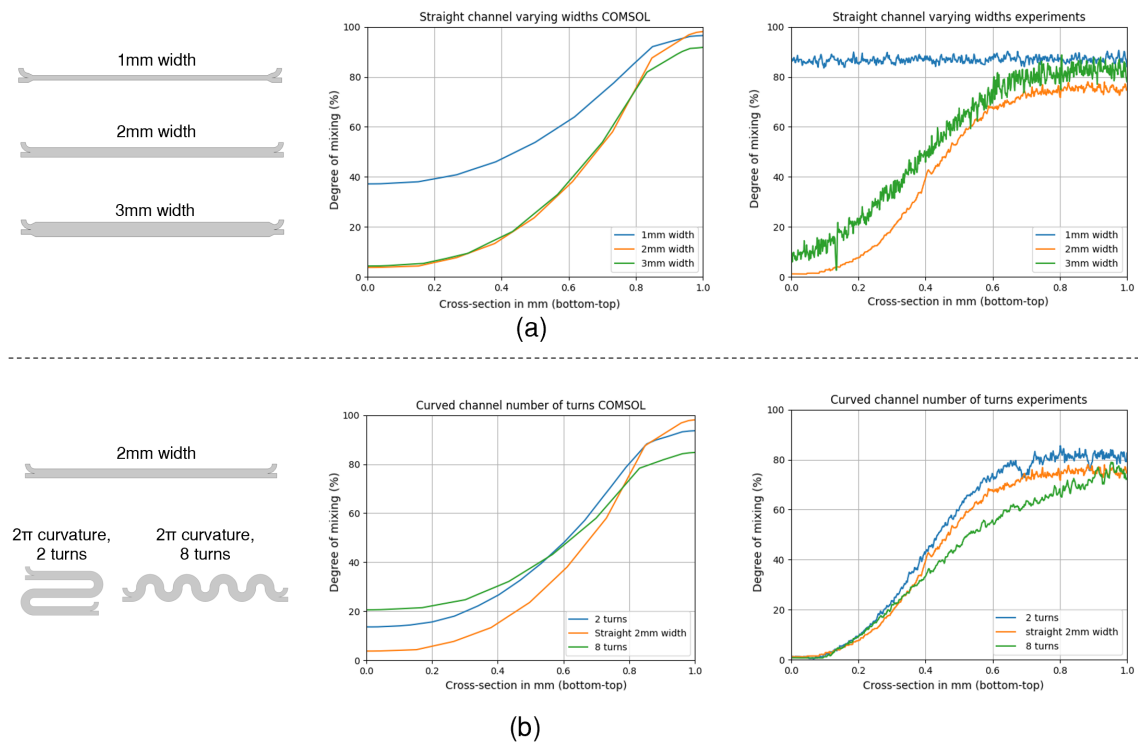 1mm width
2mm width
3mm width
Straight channel varying widths COMSOL
Degree of mixing (%)
100
80
60
40
20
0
0.0 0.2 0.4 0.6 0.8 1.0
Cross-section in mm (bottom-top)
1mm width
2mm width
3mm width
Straight channel varying widths experiments
Degree of mixing (%)
100
80
60
40
20
0
0.0 0.2 0.4 0.6 0.8 1.0
Cross-section in mm (bottom-top)
1mm width
2mm width
3mm width
(a)
2mm width
2π curvature,
2 turns
2π curvature,
8 turns
Curved channel number of turns COMSOL
Degree of mixing (%)
100
80
60
40
20
0
0.0 0.2 0.4 0.6 0.8 1.0
Cross-section in mm (bottom-top)
2 turns
Straight 2mm width
8 turns
Curved channel number of turns experiments
Degree of mixing (%)
100
80
60
40
20
0
0.0 0.2 0.4 0.6 0.8 1.0
Cross-section in mm (bottom-top)
2 turns
straight 2mm width
8 turns
(b)